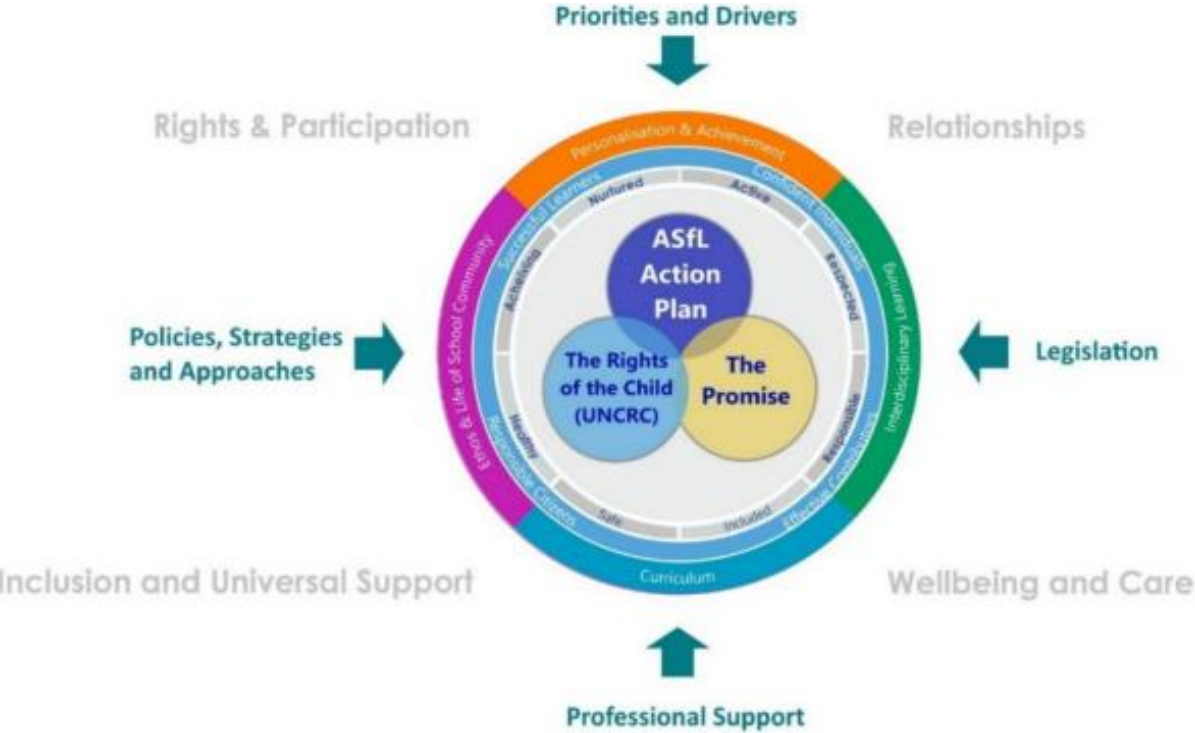 Priorities and Drivers
Rights & Participation
Relationships
Personalisation & Achievement
Successful Learners
Confident Individuals
Nurtured
Active
Achieving
Respected
Ethos & Life of School Community
Interdisciplinary Learning
ASfL
Action
Plan
Policies, Strategies
and Approaches
Legislation
The Rights
of the Child
(UNCRC)
The
Promise
Healthy
Responsible
Responsible Citizens
Effective Contributors
Safe
Included
Curriculum
Inclusion and Universal Support
Wellbeing and Care
Professional Support